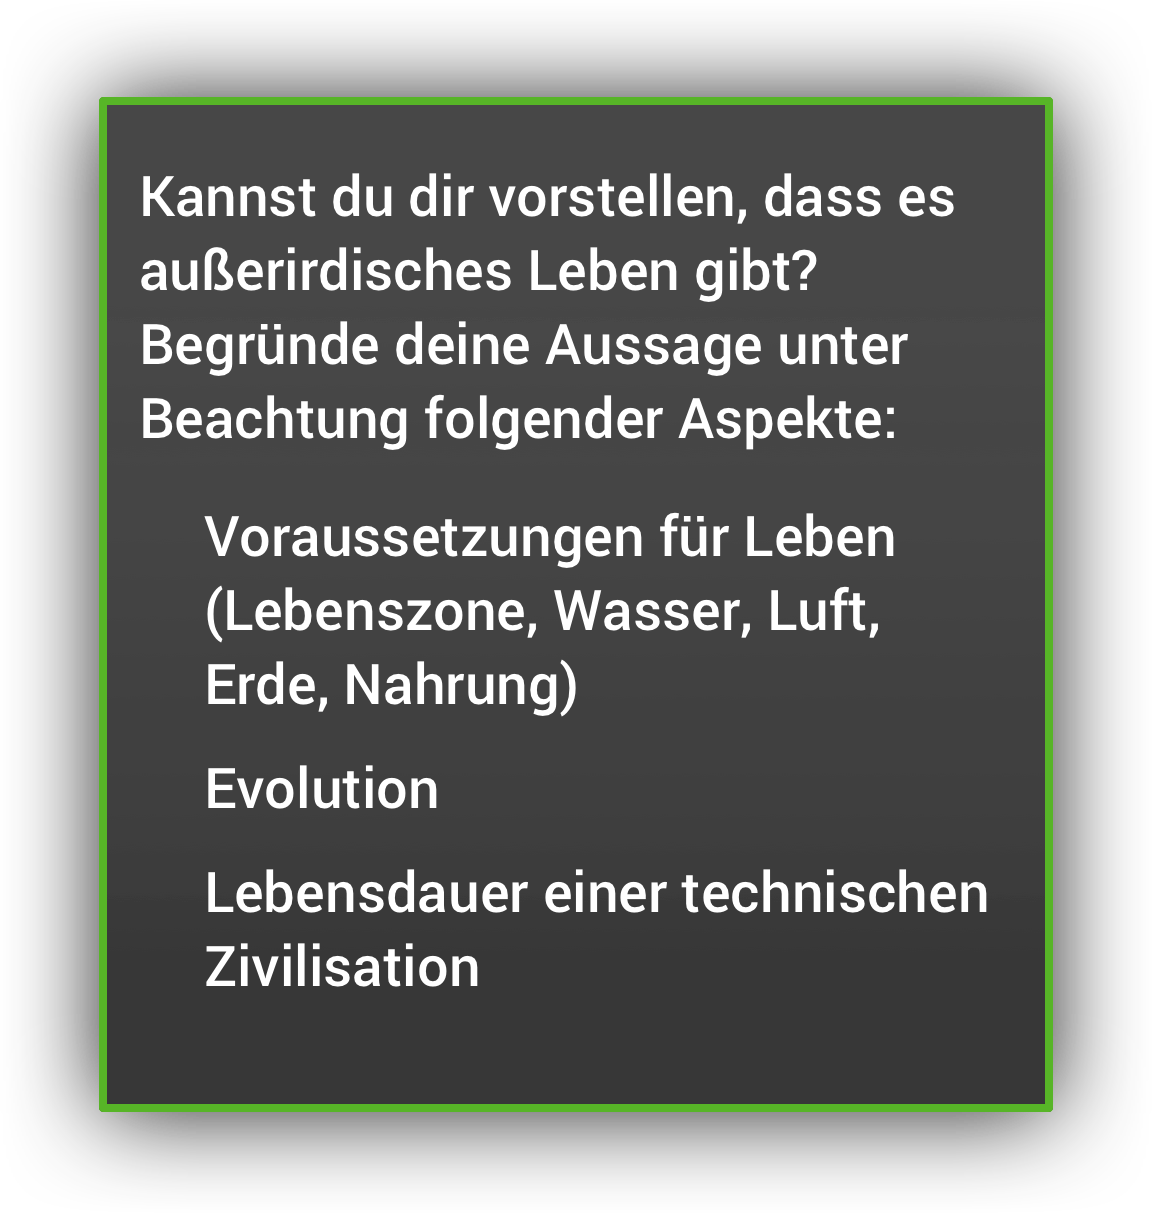 Kannst du dir vorstellen, dass es
außerirdisches Leben gibt?
Begründe deine Aussage unter
Beachtung folgender Aspekte:
Voraussetzungen für Leben
(Lebenszone, Wasser, Luft,
Erde, Nahrung)
Evolution
Lebensdauer einer technischen
Zivilisation